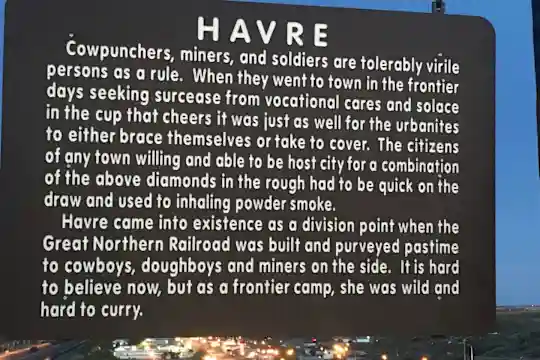 HAVRE
Cowpunchers, miners, and soldiers are tolerably virile
persons as a rule. When they went to town in the frontier
days seeking surcease from vocational cares and solace
in the cup that cheers it was just as well for the urbanites
to either brace themselves or take to cover. The citizens
of any town willing and able to be host city for a combination
of the above diamonds in the rough had to be quick on the
draw and used to inhaling powder smoke.
Havre came into existence as a division point when the
Great Northern Railroad was built and purveyed pastime
to cowboys, doughboys and miners on the side. It is hard
to believe now, but as a frontier camp, she was wild and
hard to curry.